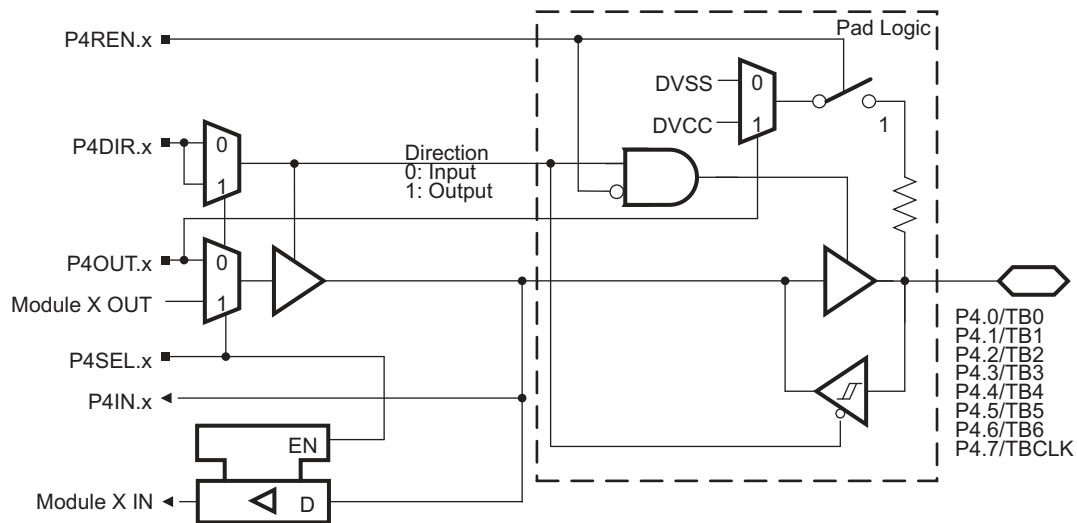 Pad Logic
P4REN.x
DVSS
0
DVCC
1
1
P4DIR.x
0
1
Direction
0: Input
1: Output
P4OUT.x
0
Module X OUT
1
P4SEL.x
P4IN.x
EN
Module X IN
D
P4.0/TB0
P4.1/TB1
P4.2/TB2
P4.3/TB3
P4.4/TB4
P4.5/TB5
P4.6/TB6
P4.7/TBCLK